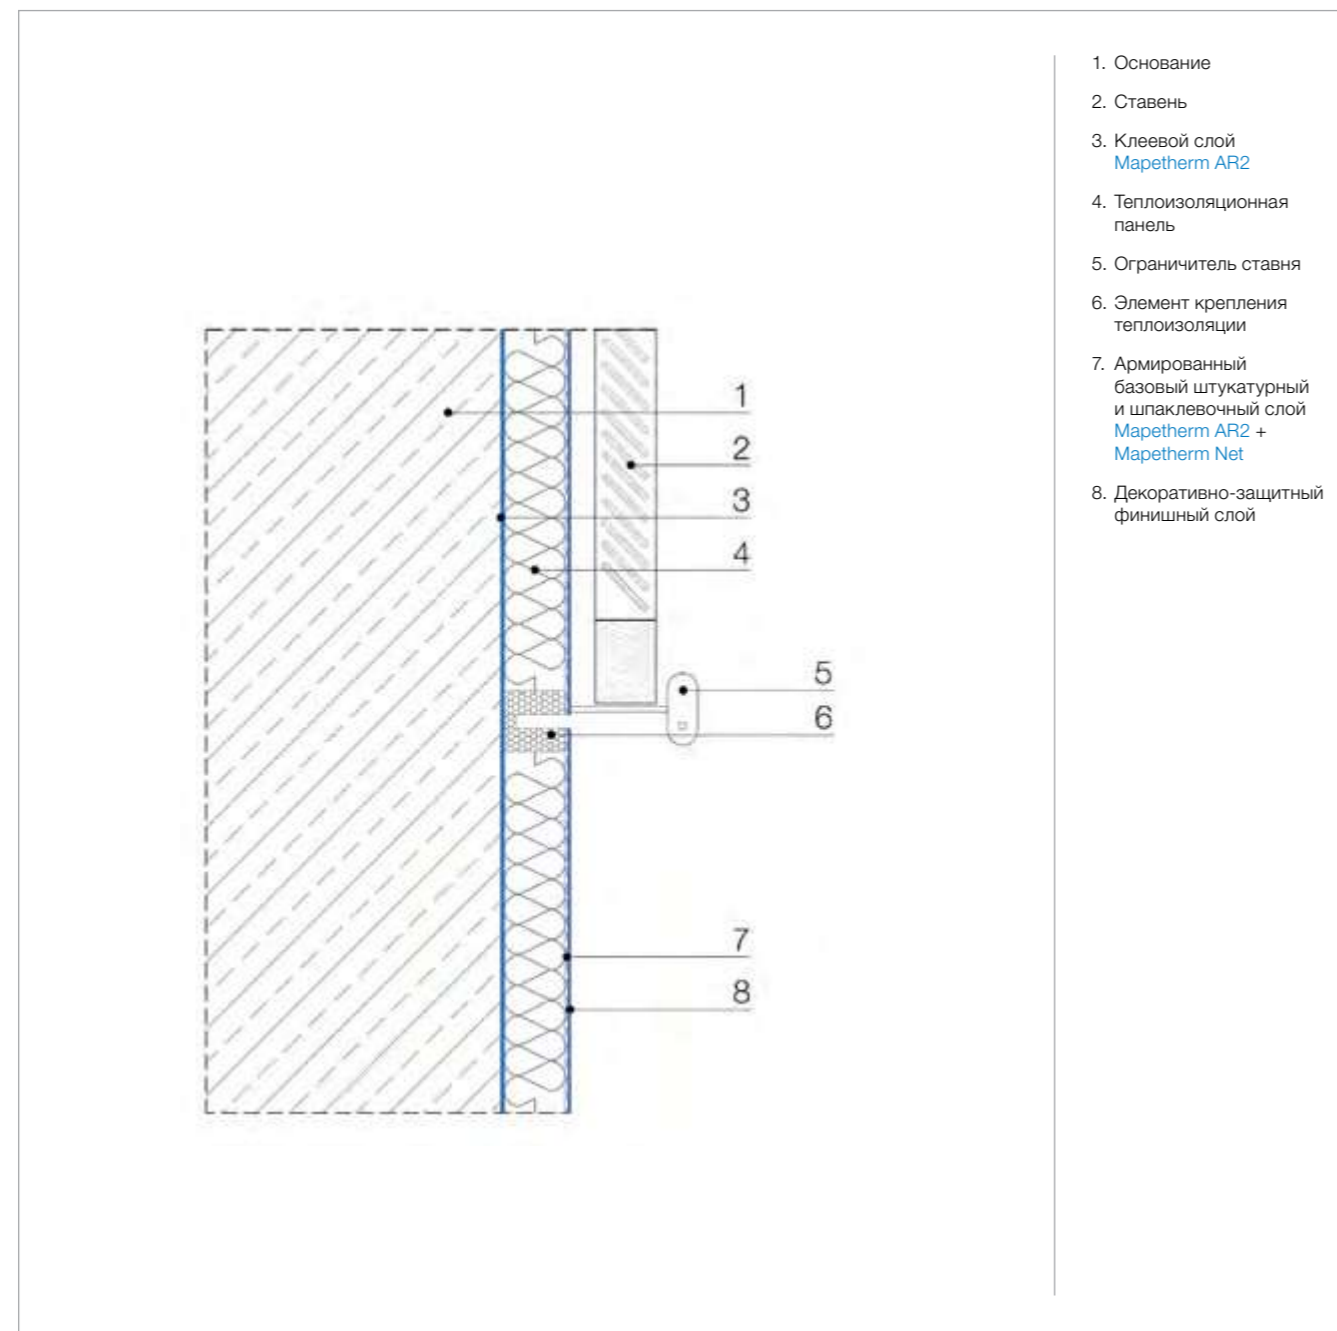 1
2
3
4
5
6
7
8
1. Основание
2. Ставень
3. Клеевой слой
Mapetherm AR2
4. Теплоизоляционная
панель
5. Ограничитель ставня
6. Элемент крепления
теплоизоляции
7. Армированный
базовый штукатурный
и шпаклевочный слой
Mapetherm AR2 +
Mapetherm Net
8. Декоративно-защитный
финишный слой